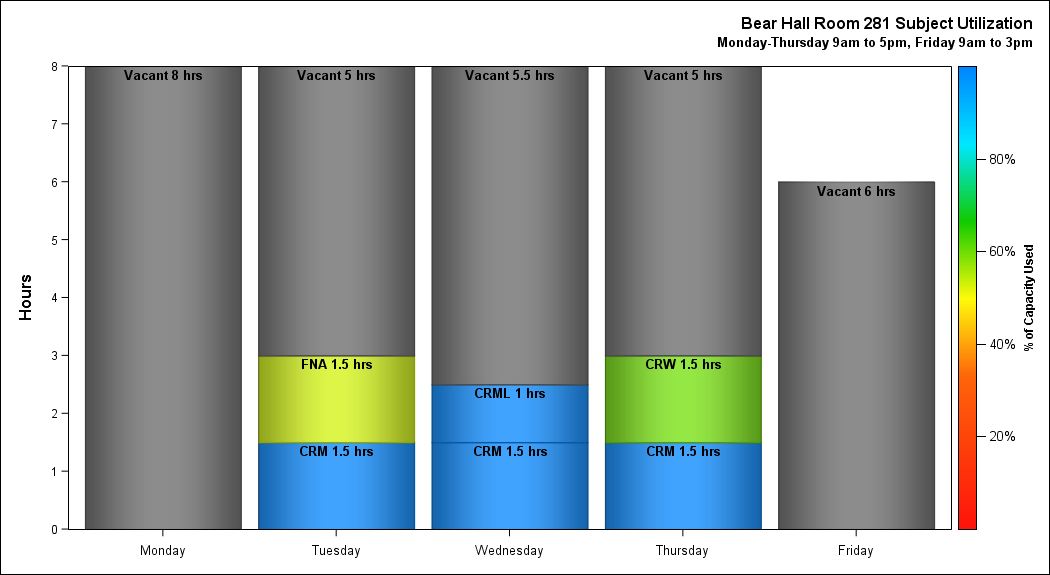 Bear Hall Room 281 Subject Utilization
Monday-Thursday 9am to 5pm, Friday 9am to 3pm
Hours
8
7
6
5
4
3
2
1
0
Vacant 8 hrs
Vacant 5 hrs
FNA 1.5 hrs
CRM 1.5 hrs
Vacant 5.5 hrs
CRML 1 hrs
CRM 1.5 hrs
Vacant 5 hrs
CRW 1.5 hrs
CRM 1.5 hrs
Vacant 6 hrs
Monday
Tuesday
Wednesday
Thursday
Friday
80%
60%
40%
20%
% of Capacity Used